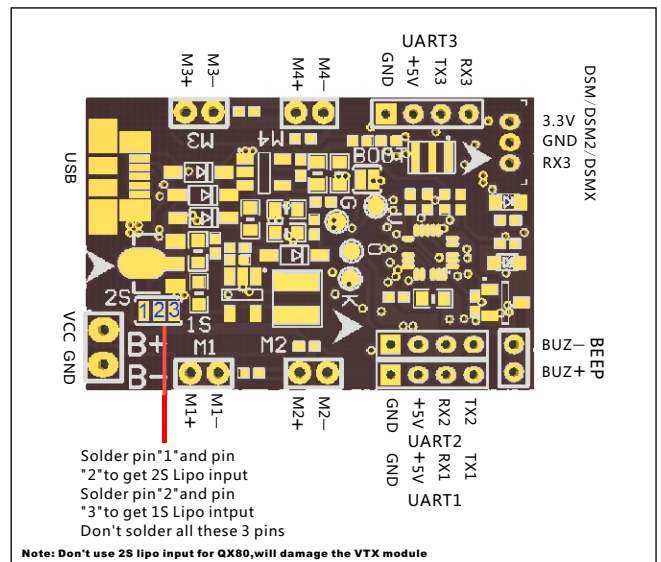 UART3
M3+
M3−
M4+
M4−
GND
+5V
TX3
RX3
DSM/DSM2/DSMX
3.3V
GND
RX3
M3
M4
BOOT
USB
G
C
K
2S
1 2 3
1S
VCC GND
B+
B−
M1
M2
BUZ−
BUZ+
BEEP
M1+
M1−
M2+
M2−
GND
+5V
RX2
TX2
UART2
GND
+5V
RX1
TX1
UART1
Solder pin"1"and pin
"2"to get 2S Lipo input
Solder pin"2"and pin
"3"to get 1S Lipo intput
Don't solder all these 3 pins
Note: Don't use 2S lipo input for QX80,will damage the VTX module